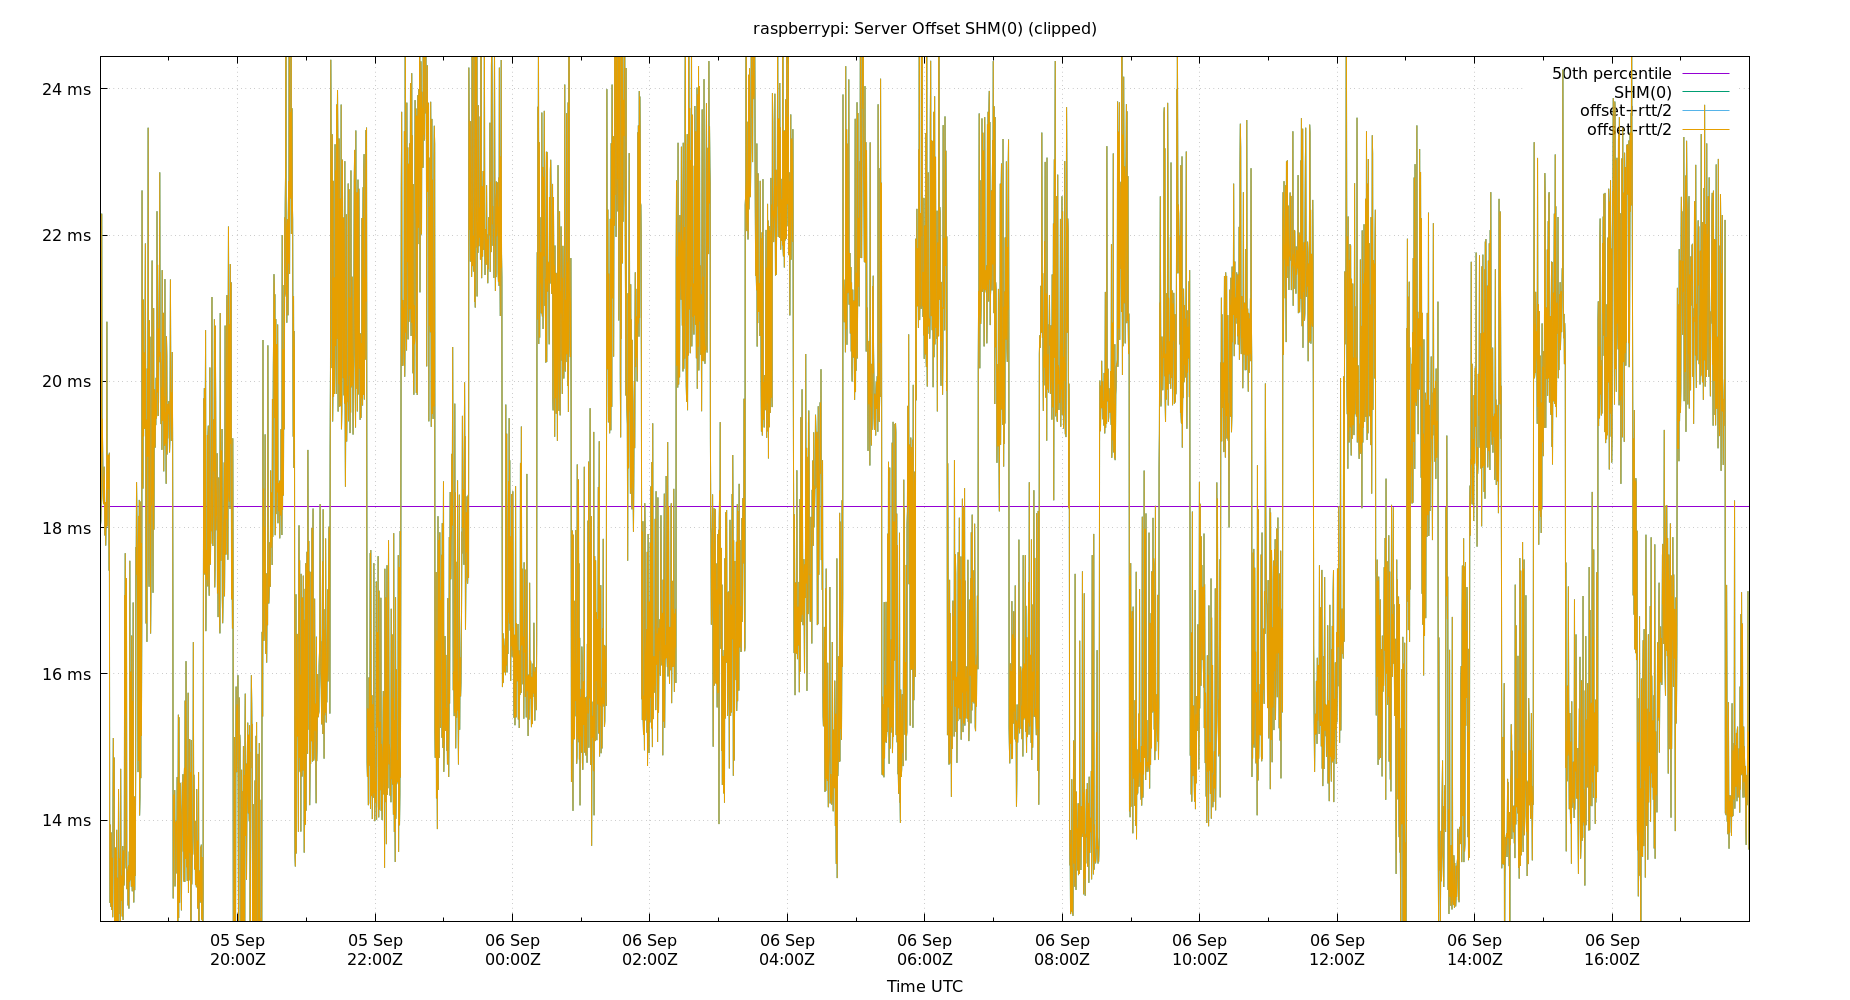 raspberrypi: Server Offset SHM(0) (clipped)
50th percentile
SHM(0)
offset+rtt/2
offset-rtt/2
24 ms
22 ms
20 ms
18 ms
16 ms
14 ms
05 Sep 05 Sep 06 Sep 06 Sep 06 Sep 06 Sep 06 Sep 06 Sep 06 Sep 06 Sep 06 Sep
20:00Z 22:00Z 00:00Z 02:00Z 04:00Z 06:00Z 08:00Z 10:00Z 12:00Z 14:00Z 16:00Z
Time UTC